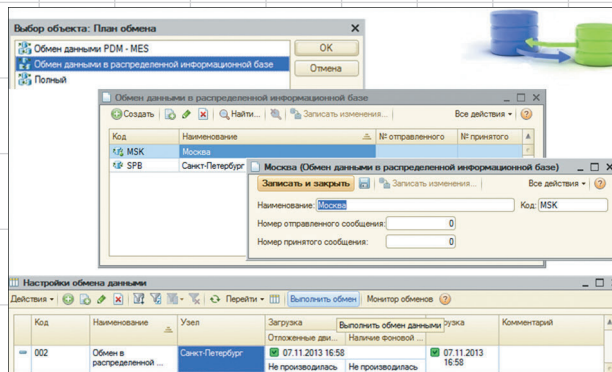 Выбор объекта: План обмена
Обмен данными PDM - MES
Обмен данными в распределенной информационной базе
Полный
OK
Отмена
Обмен данными в распределенной информационной базе
Создать Найти... Записать изменения... Все действия
Код Наименование № отправленного № принятого
MSK Москва
SPB Санкт-Петербург
Москва (Обмен данными в распределенной информационной базе)
Записать и закрыть Записать изменения... Все действия
Наименование: Москва Код: MSK
Номер отправленного сообщения: 0
Номер принятого сообщения: 0
Настройки обмена данными
Действия Перейти Выполнить обмен Монитор обменов
Код Наименование Узел Загрузка Выполнить обмен данными рузка Комментарий
Отложенные дви... Наличие фоновой ...
002 Обмен в распределенной ... Санкт-Петербург 07.11.2013 16:58 07.11.2013 16:58
Не производилась Не производилась